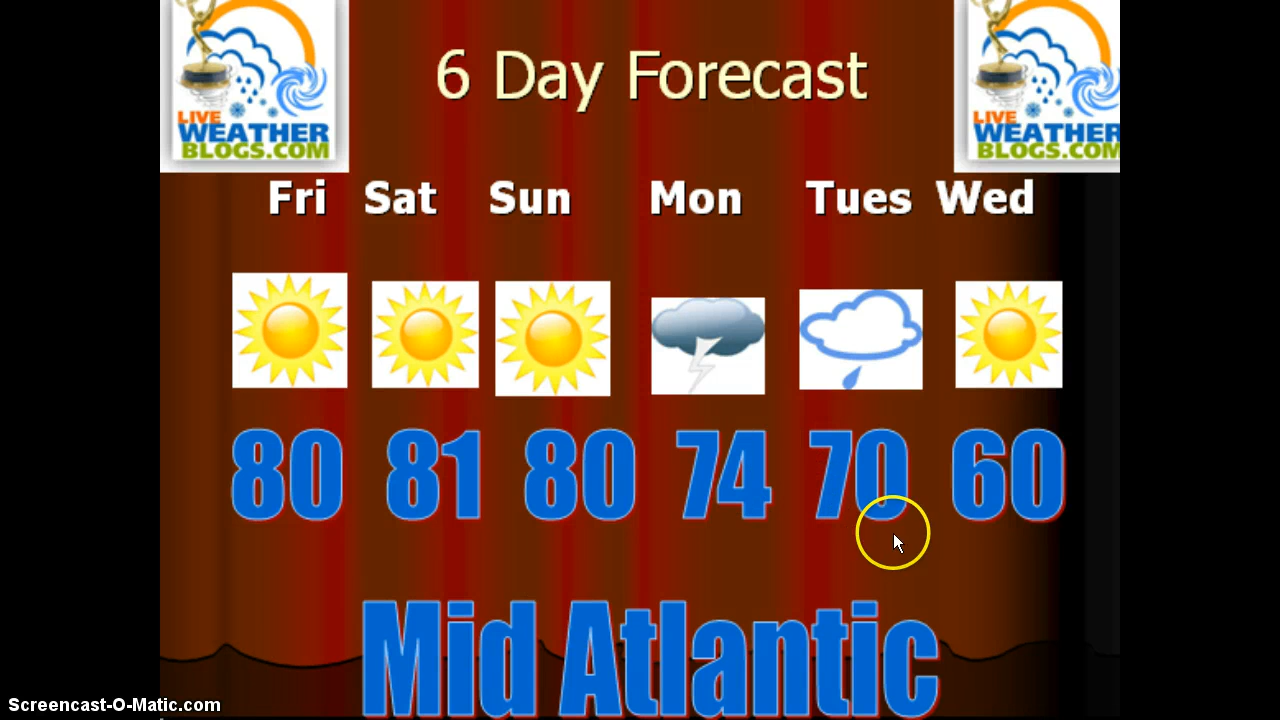 6 Day Forecast
LIVE
WEATHER
BLOGS.COM
LIVE
WEATHER
BLOGS.COM
Fri Sat Sun Mon Tues Wed
80 81 80 74 70 60
Mid Atlantic
Screencast-O-Matic.com